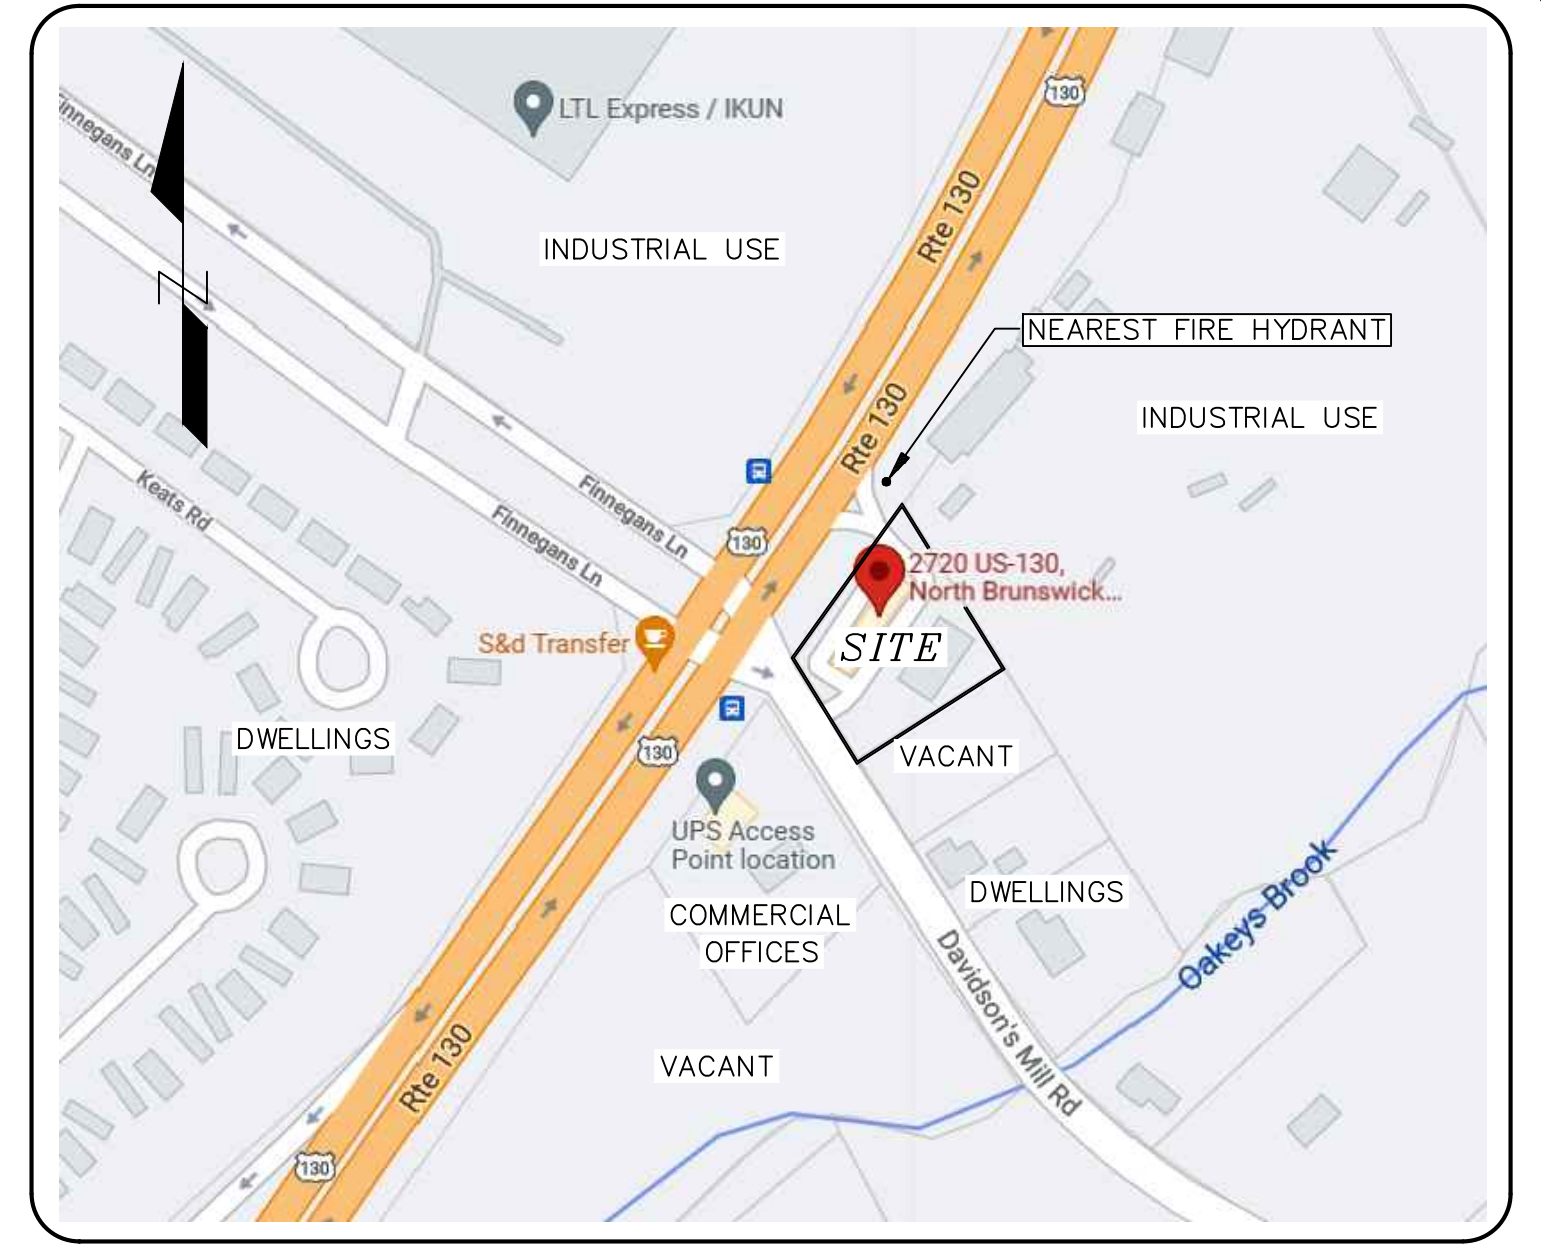 130
LTL Express / IKUN
Finnegans Ln
Rte 130
INDUSTRIAL USE
N
NEAREST FIRE HYDRANT
Rte 130
INDUSTRIAL USE
Keats Rd
Finnegans Ln
Finnegans Ln
130
2720 US-130,
North Brunswick...
S&d Transfer
SITE
DWELLINGS
130
VACANT
UPS Access
Point location
DWELLINGS
COMMERCIAL
OFFICES
Oakeys Brook
Davidson's Mill Rd
Rte 130
VACANT
130